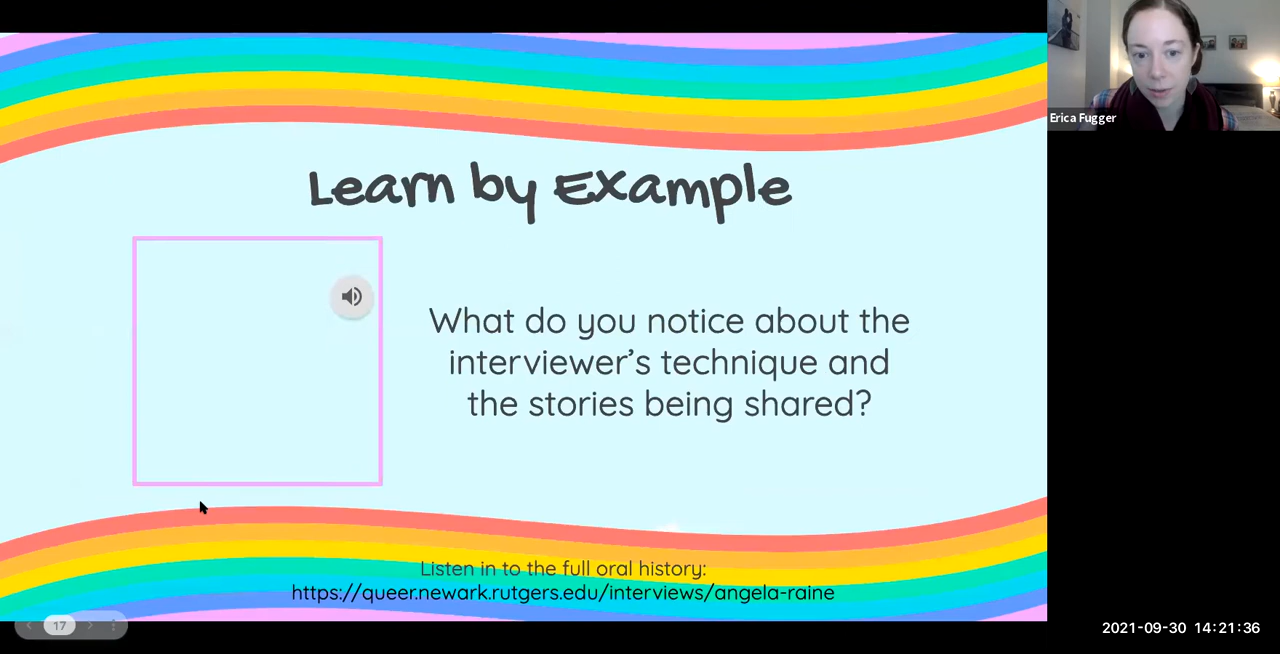 Erica Fugger
Learn by Example
What do you notice about the
interviewer's technique and
the stories being shared?
Listen in to the full oral history:
https://queer.newark.rutgers.edu/interviews/angela-raine
17
2021-09-30 14:21:36